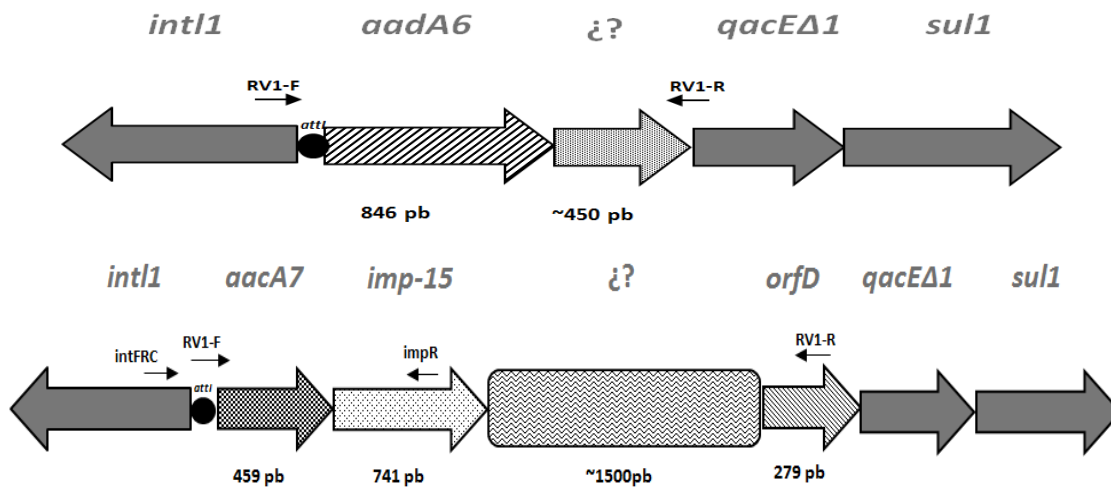 intI1 aadA6 ¿? qacEΔ1 sul1
RV1-F RV1-R
attI
846 pb ~450 pb
intI1 aacA7 imp-15 ¿? orfD qacEΔ1 sul1
intFRC RV1-F impR RV1-R
attI
459 pb 741 pb ~1500pb 279 pb